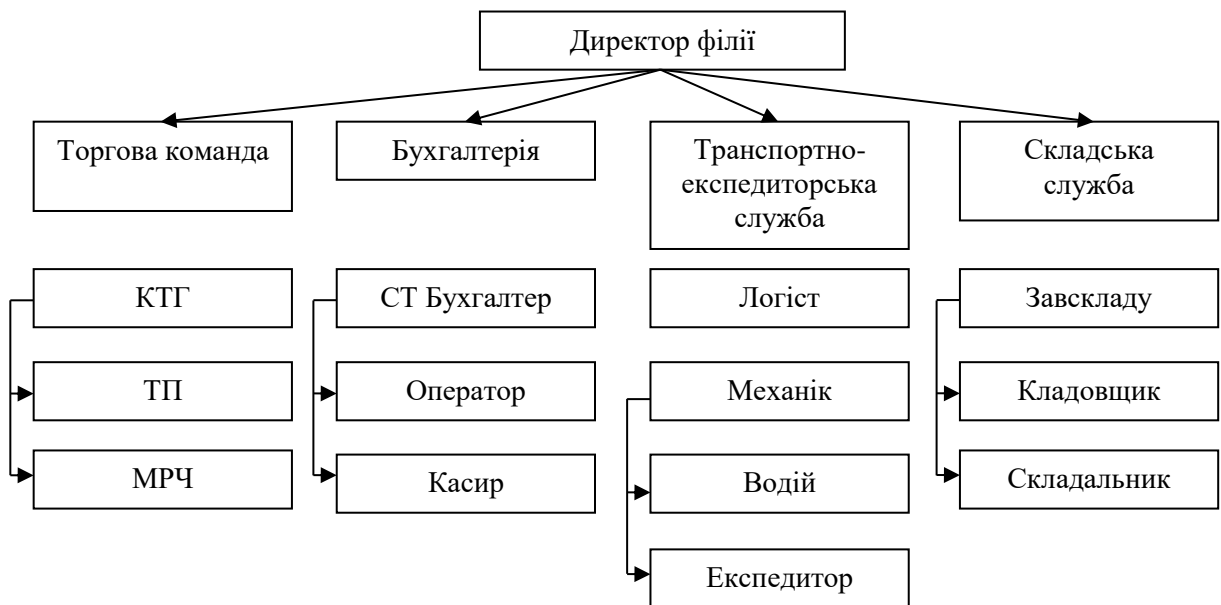 Директор філії
Торгова команда
Бухгалтерія
Транспортно-
експедиторська
служба
Складська
служба
КТГ
СТ Бухгалтер
Логіст
Завскладу
ТП
Оператор
Механік
Кладовщик
МРЧ
Касир
Водій
Складальник
Експедитор